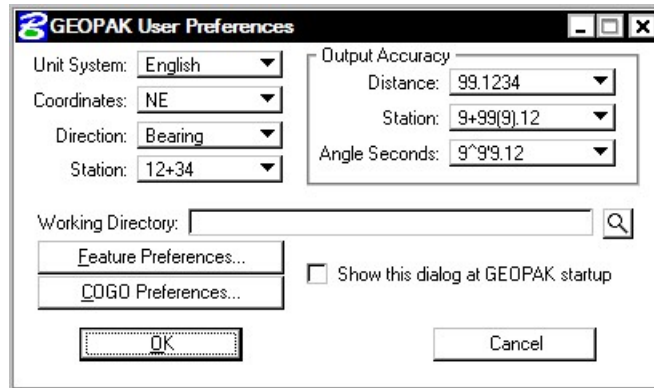 GEOPAK User Preferences
Unit System: English
Coordinates: NE
Direction: Bearing
Station: 12+34
Output Accuracy
Distance: 99.1234
Station: 9+99(9).12
Angle Seconds: 9^9'9.12
Working Directory:
Feature Preferences...
COGO Preferences...
Show this dialog at GEOPAK startup
OK
Cancel